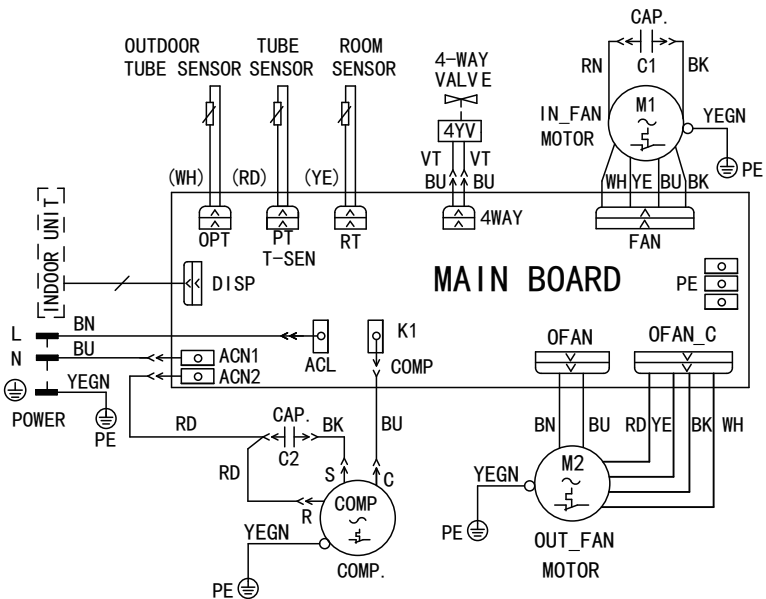 CAP.
OUTDOOR TUBE SENSOR
TUBE SENSOR
ROOM SENSOR
4-WAY VALVE
RN
C1
BK
M1
IN_FAN MOTOR
YEGN
PE
4YV
VT
VT
(WH)
(RD)
(YE)
BU
BU
WH
YE
BU
BK
INDOOR UNIT
OPT
PT
T-SEN
RT
4WAY
FAN
DISP
MAIN BOARD
PE
L
BN
N
BU
ACN1
ACN2
ACL
K1
COMP
OFAN
OFAN_C
YEGN
POWER
PE
RD
CAP.
BK
BU
C2
RD
S
C
R
COMP
YEGN
PE
COMP.
BN
BU
RD
YE
BK
WH
M2
YEGN
PE
OUT_FAN
MOTOR